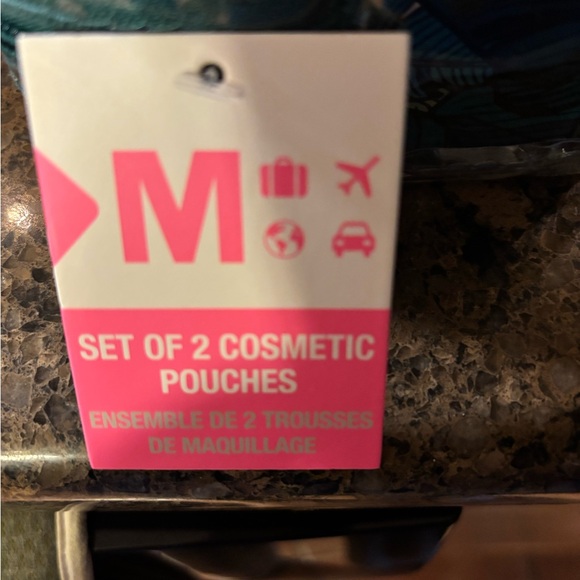 M
SET OF 2 COSMETIC
POUCHES
ENSEMBLE DE 2 TROUSSES
DE MAQUILLAGE